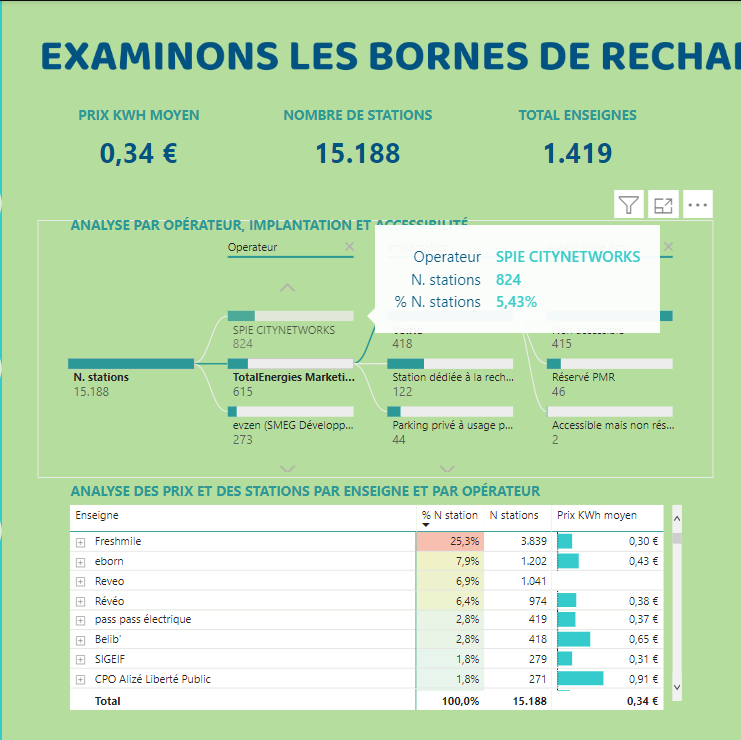 EXAMINONS LES BORNES DE RECHA
PRIX KWH MOYEN NOMBRE DE STATIONS TOTAL ENSEIGNES
0,34 € 15.188 1.419
ANALYSE PAR OPÉRATEUR, IMPLANTATION ET ACCESSIBILITÉ
Operateur
Operateur SPIE CITYNETWORKS
N. stations 824
% N. stations 5,43%
SPIE CITYNETWORKS
824 418 415
N. stations TotalEnergies Marketi... Station dédiée à la rech... Réservé PMR
15.188 615 122 46
evzen (SMEG Développ... Parking privé à usage p... Accessible mais non rés...
273 44 2
ANALYSE DES PRIX ET DES STATIONS PAR ENSEIGNE ET PAR OPÉRATEUR
Enseigne % N station N stations Prix KWh moyen
Freshmile 25,3% 3.839 0,30 €
eborn 7,9% 1.202 0,43 €
Reveo 6,9% 1.041
Révéo 6,4% 974 0,38 €
pass pass électrique 2,8% 419 0,37 €
Belib' 2,8% 418 0,65 €
SIGEIF 1,8% 279 0,31 €
CPO Alizé Liberté Public 1,8% 271 0,91 €
Total 100,0% 15.188 0,34 €